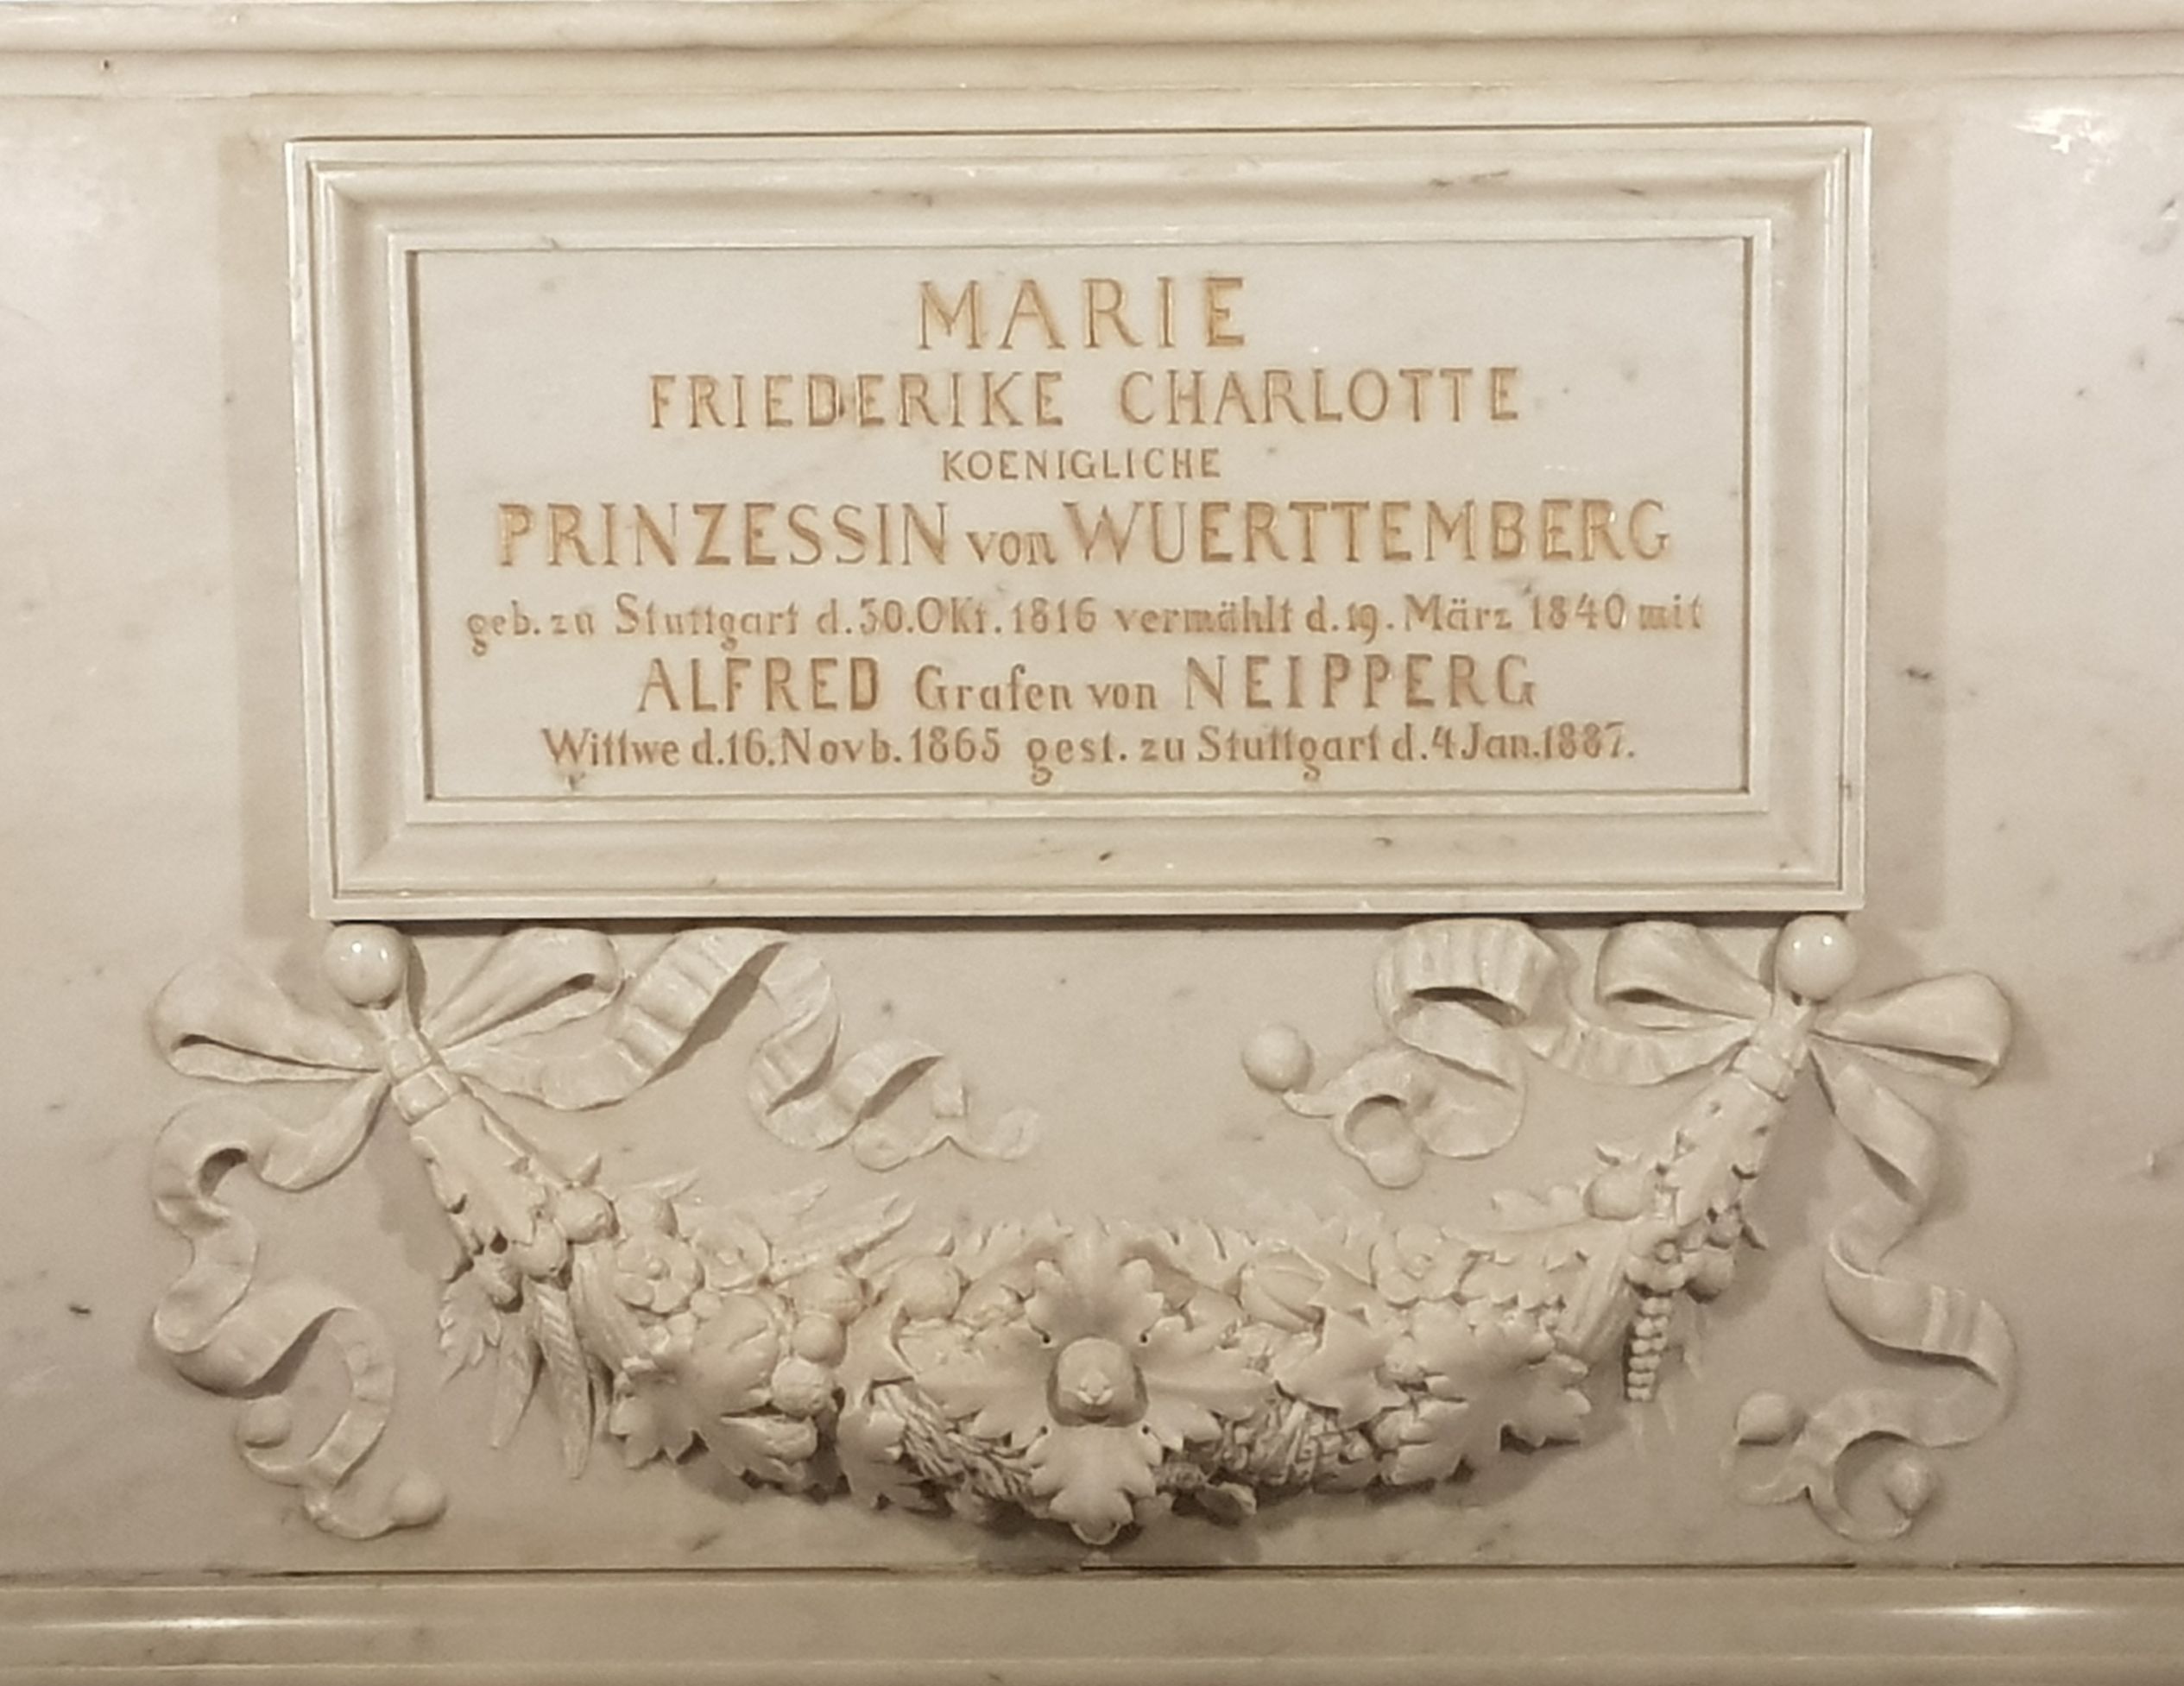 MARIE
FRIEDERIKE CHARLOTTE
KOENIGLICHE
PRINZESSIN von WUERTTEMBERG
geb. zu Stuttgart d. 30. Okt. 1816 vermählt d. 19. März 1840 mit
ALFRED Grafen von NEIPPERG
Wittwe d. 16. Novb. 1865 gest. zu Stuttgart d. 4 Jan. 1887.